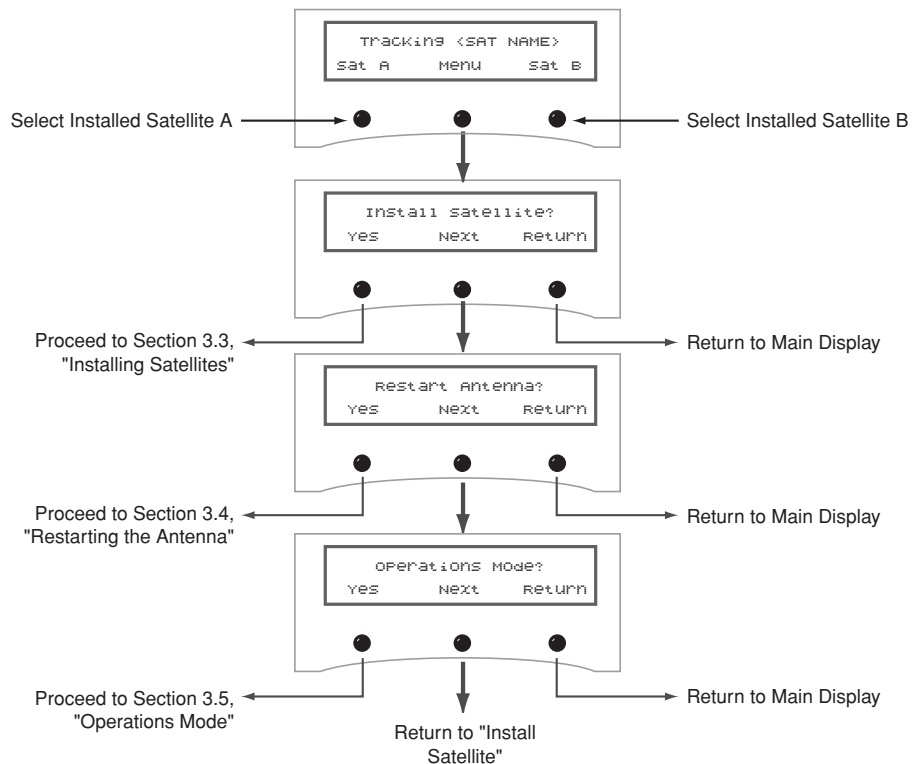 Tracking <SAT NAME>
Sat A Menu Sat B
Select Installed Satellite A
Select Installed Satellite B
Install Satellite?
Yes Next Return
Proceed to Section 3.3,
"Installing Satellites"
Return to Main Display
Restart Antenna?
Yes Next Return
Proceed to Section 3.4,
"Restarting the Antenna"
Return to Main Display
Operations Mode?
Yes Next Return
Proceed to Section 3.5,
"Operations Mode"
Return to Main Display
Return to "Install
Satellite"